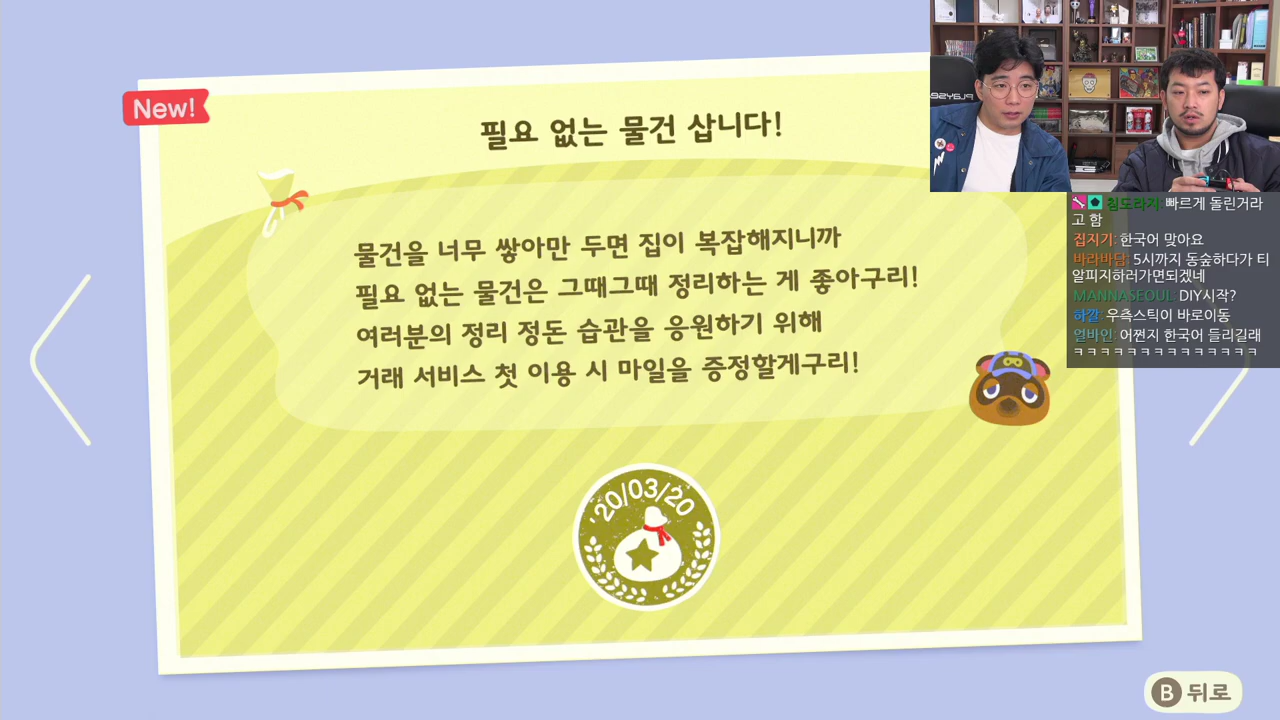 New!
필요 없는 물건 삽니다!
물건을 너무 쌓아만 두면 집이 복잡해지니까
필요 없는 물건은 그때그때 정리하는 게 좋아구리!
여러분의 정리 정돈 습관을 응원하기 위해
거래 서비스 첫 이용 시 마일을 증정할게구리!
'20/03/20
침도라지: 빠르게 돌린거라
고 함
집지기: 한국어 맞아요
바라바담: 5시까지 동숲하다가 티
알피지하러가면되겠네
MANNASEOUL: DIY시작?
하깔: 우측스틱이 바로이동
얼바인: 어쩐지 한국어 들리길래
ㅋㅋㅋㅋㅋㅋㅋㅋㅋㅋㅋㅋㅋㅋ
B 뒤로